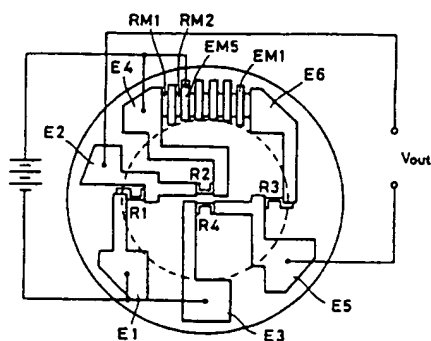 RM1 RM2 EM5 EM1
E4 E6
E2
Vout
R2 R3
R1 R4
E5
E1 E3